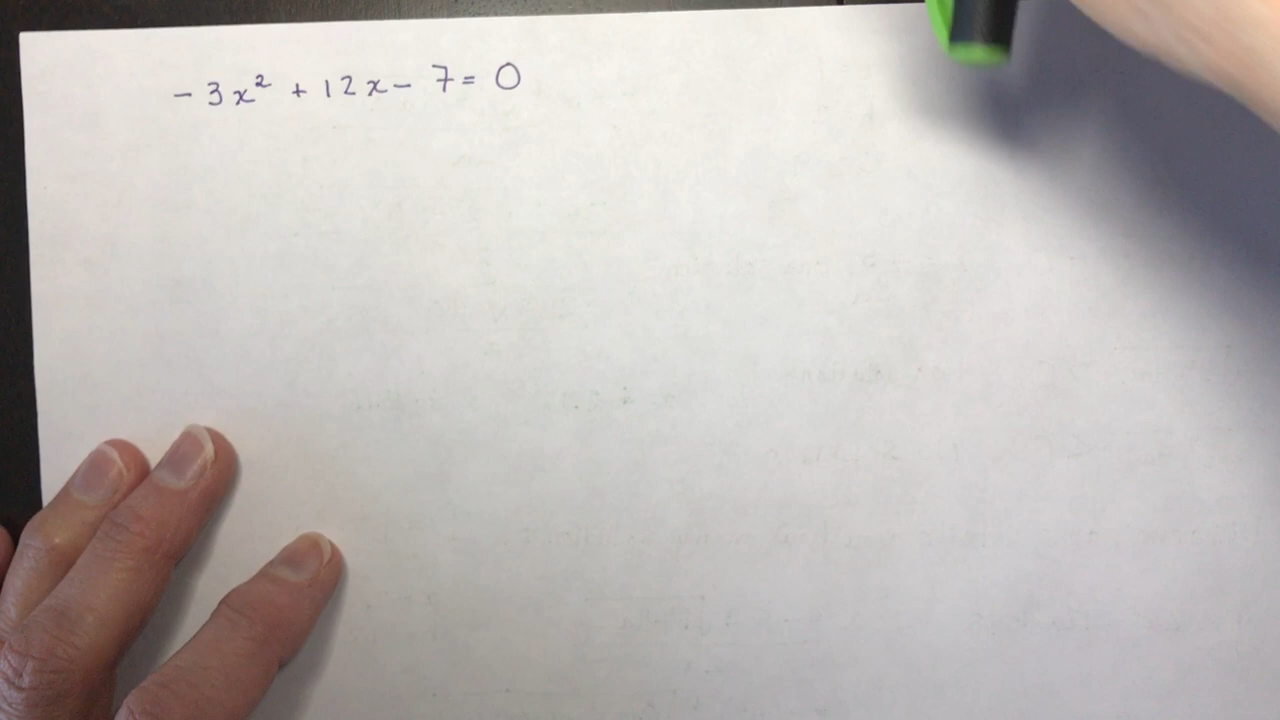 - 3x² + 12x - 7 = 0